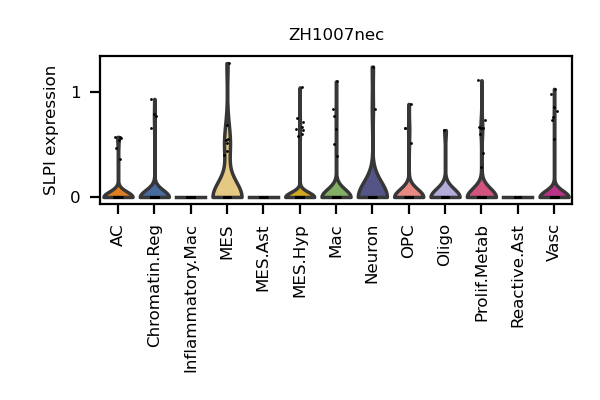 ZH1007nec
SLPI expression
1
0
AC
Chromatin.Reg
Inflammatory.Mac
MES
MES.Ast
MES.Hyp
Mac
Neuron
OPC
Oligo
Prolif.Metab
Reactive.Ast
Vasc